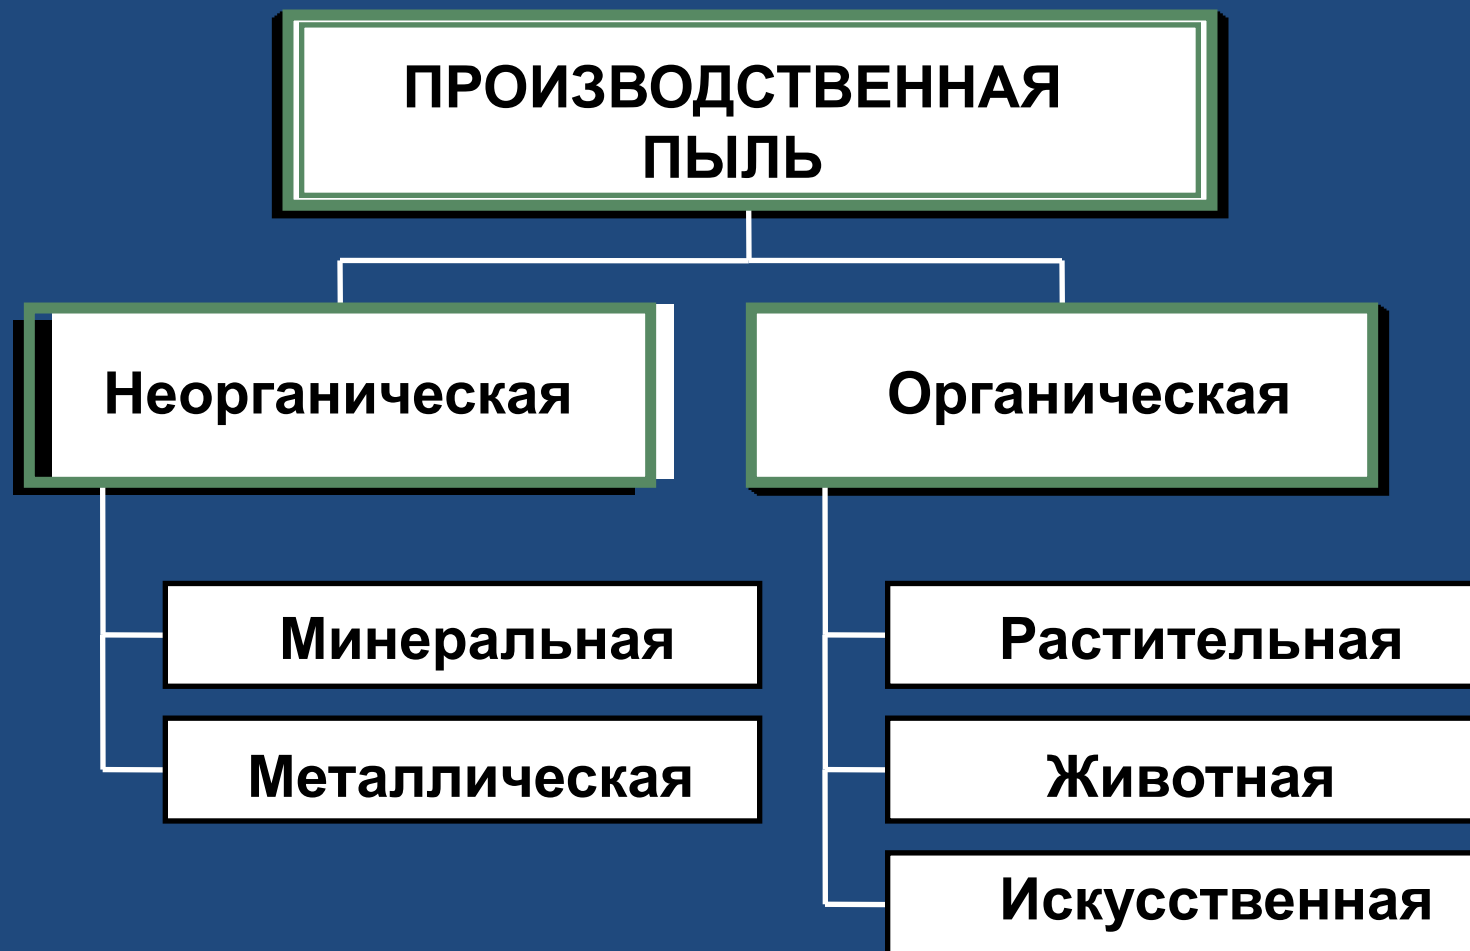 ПРОИЗВОДСТВЕННАЯ
ПЫЛЬ
Неорганическая
Органическая
Минеральная
Растительная
Металлическая
Животная
Искусственная